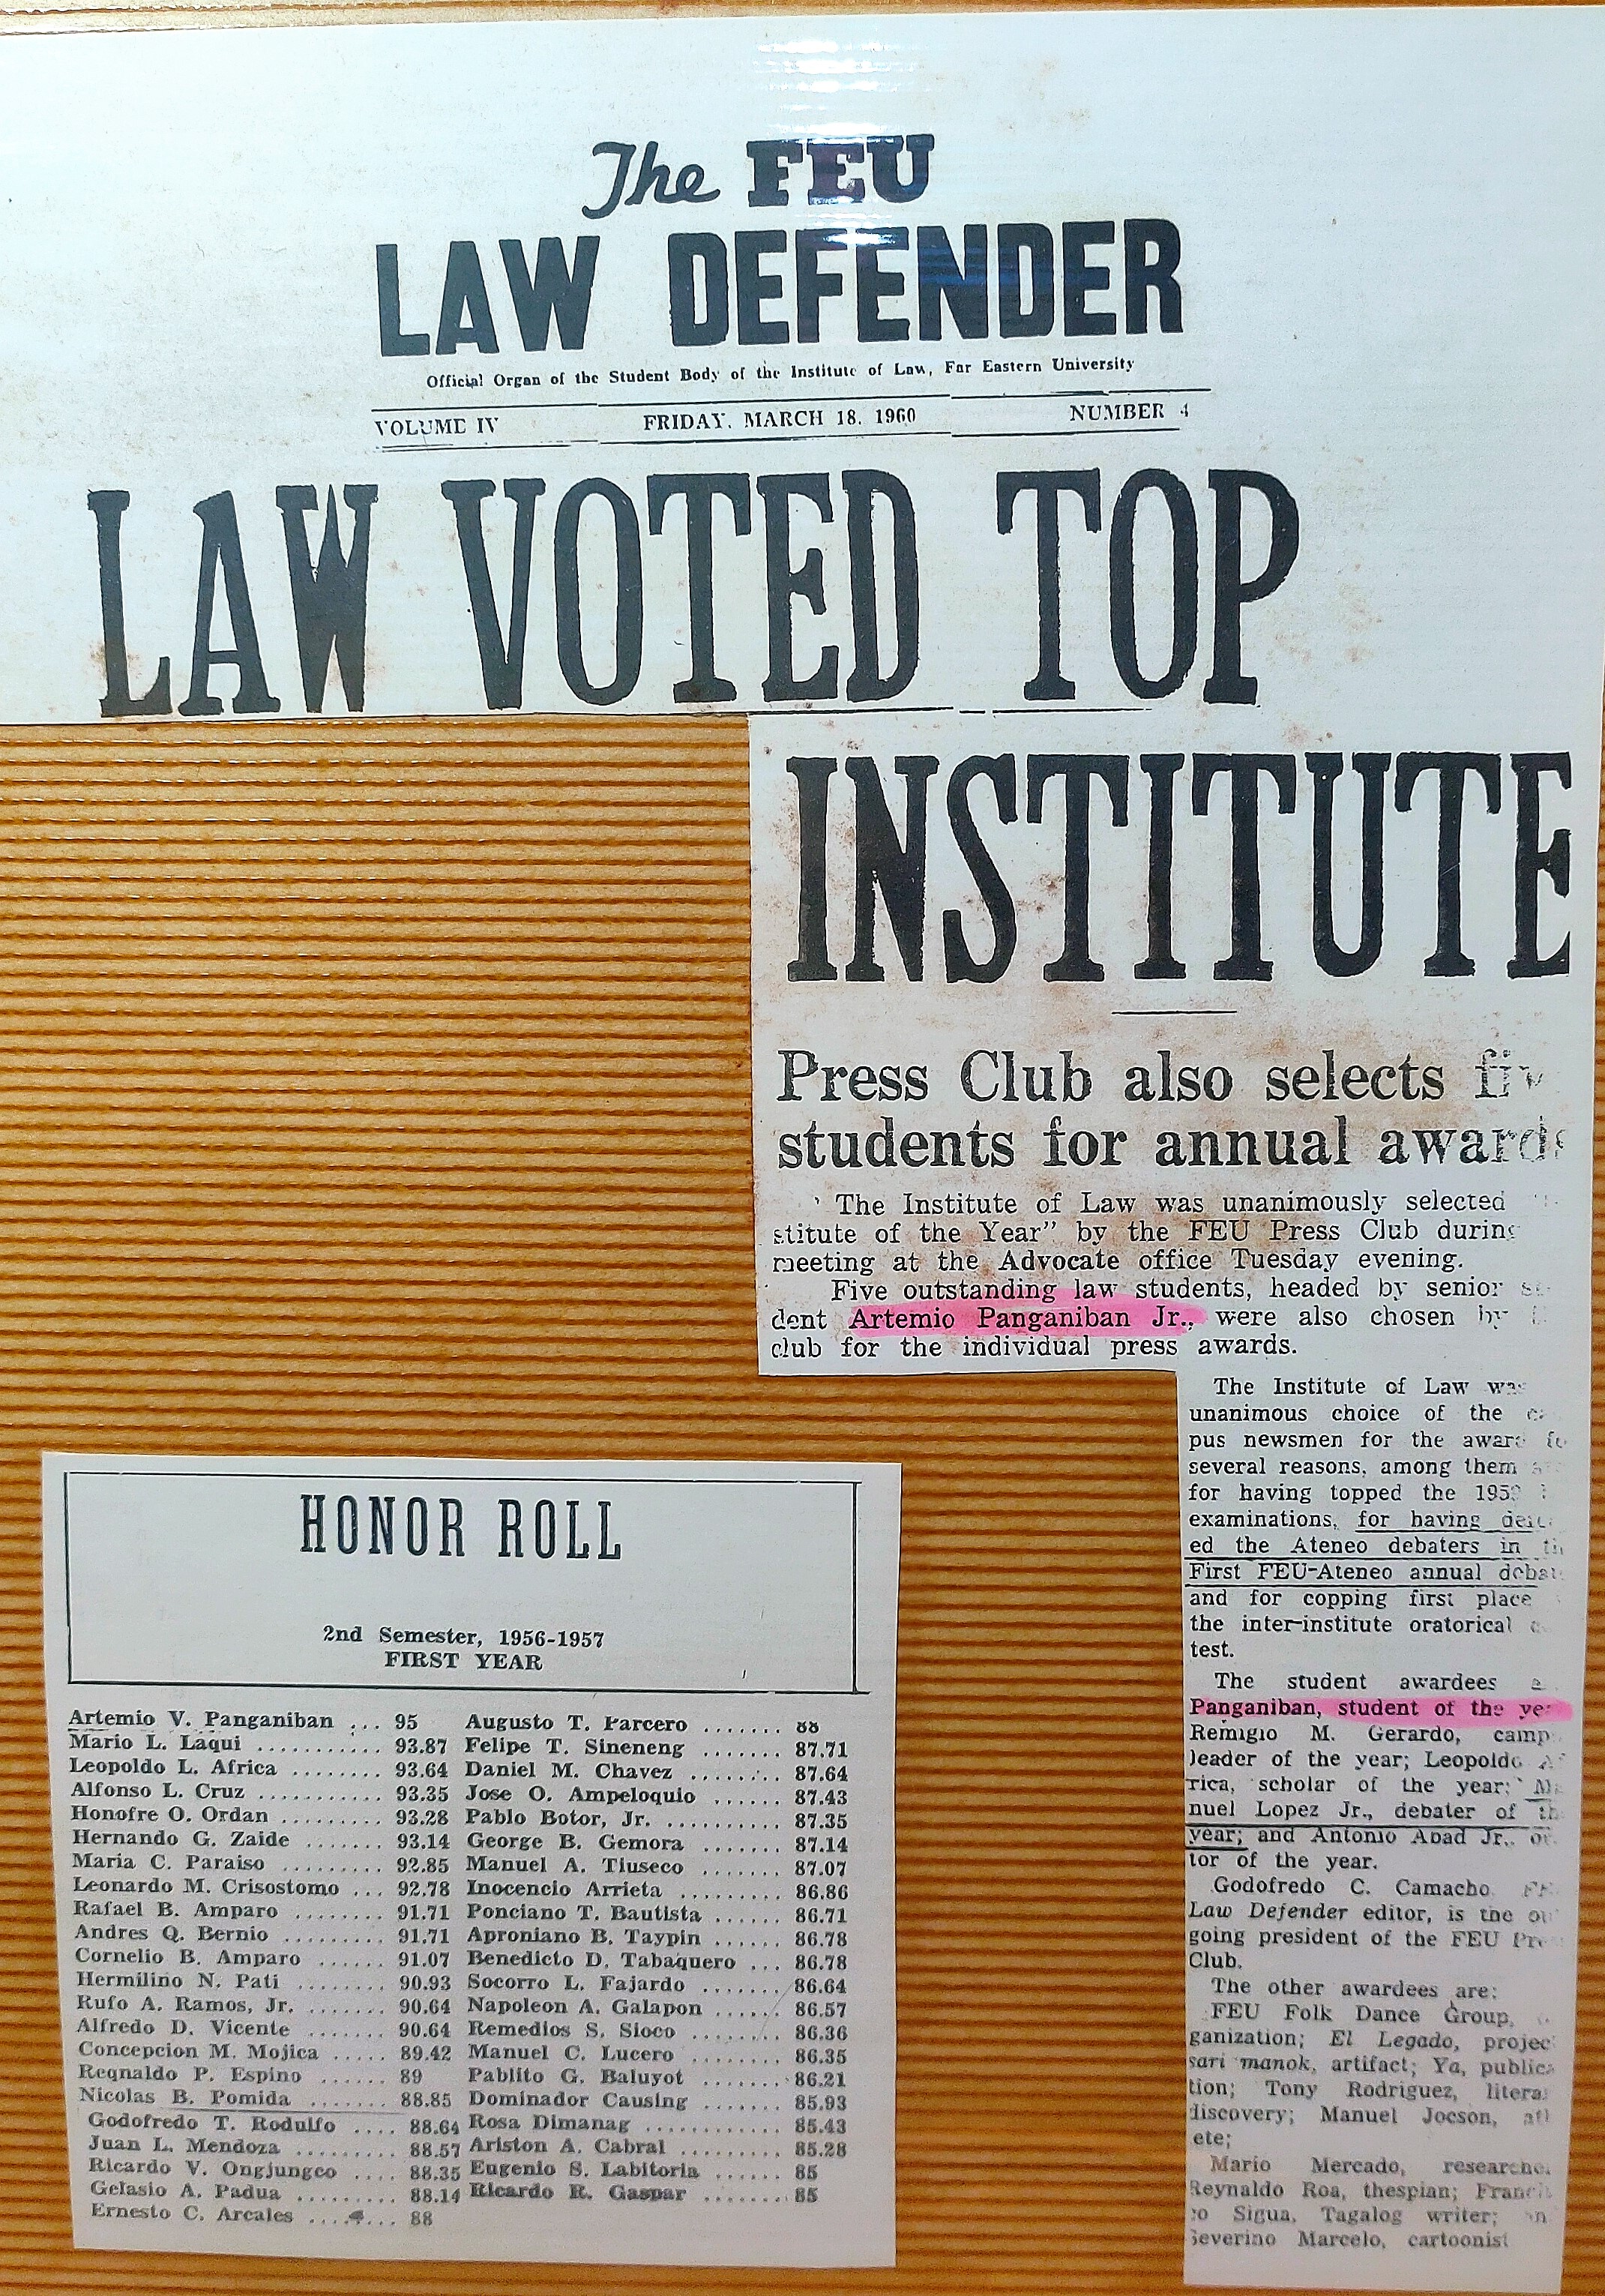 The FEU
LAW DEFENDER
Official Organ of the Student Body of the Institute of Law, Far Eastern University
VOLUME IV FRIDAY, MARCH 18, 1960 NUMBER 4
LAW VOTED TOP
INSTITUTE
Press Club also selects
students for annual awards
The Institute of Law was unanimously selected
stitute of the Year" by the FEU Press Club during
meeting at the Advocate office Tuesday evening.
Five outstanding law students, headed by senior
dent Artemio Panganiban Jr., were also chosen by
club for the individual press awards.
The Institute of Law was
unanimous choice of the
pus newsmen for the award
several reasons, among them
for having topped the
examinations, for having
ed the Ateneo debaters in
First FEU-Ateneo annual
and for copping first place
the inter-institute oratorical
test.
The student awardees
Panganiban, student of the
Remigio M. Gerardo,
leader of the year; Leopoldo
rica, scholar of the year;
nuel Lopez Jr., debater of
year; and Antonio Abad Jr.,
tor of the year.
Godofredo C. Camacho
Law Defender editor, is the
going president of the FEU
Club.
The other awardees are:
FEU Folk Dance Group,
ganization; El Legado,
sari manok, artifact; Ya,
tion; Tony Rodriguez,
discovery; Manuel Jocson,
ete;
Mario Mercado,
Reynaldo Roa, thespian;
Sigua, Tagalog writer;
Severino Marcelo, cartoonist
HONOR ROLL
2nd Semester, 1956-1957
FIRST YEAR
Artemio V. Panganiban ... 95
Mario L. Laqui ........... 93.87
Leopoldo L. Africa ........ 93.64
Alfonso L. Cruz ........... 93.35
Honofre O. Ordan ......... 93.28
Hernando G. Zaide ....... 93.14
Maria C. Paraiso ......... 92.85
Leonardo M. Crisostomo ... 92.78
Rafael B. Amparo ........ 91.71
Andres Q. Bernio ......... 91.71
Cornelio B. Amparo ...... 91.07
Hermilino N. Pati ........ 90.93
Rufo A. Ramos, Jr. ....... 90.64
Alfredo D. Vicente ....... 90.64
Concepcion M. Mojica ..... 89.42
Reqnaldo P. Espino ...... 89
Nicolas B. Pomida ........ 88.85
Godofredo T. Rodulfo .... 88.64
Juan L. Mendoza ......... 88.57
Ricardo V. Ongjungco .... 88.35
Gelasio A. Padua ......... 88.14
Ernesto C. Arcales ........ 88
Augusto T. Parcero ....... 88
Felipe T. Sineneng ....... 87.71
Daniel M. Chavez ........ 87.64
Jose O. Ampeloquio ...... 87.43
Pablo Botor, Jr. .......... 87.35
George B. Gemora ....... 87.14
Manuel A. Tiuseco ....... 87.07
Inocencio Arrieta ......... 86.86
Ponciano T. Bautista ...... 86.71
Aproniano B. Taypin ...... 86.78
Benedicto D. Tabaquero ... 86.78
Socorro L. Fajardo ....... 86.64
Napoleon A. Galapon ..... 86.57
Remedios S. Sioco ........ 86.36
Manuel C. Lucero ........ 86.35
Pablito G. Baluyot ....... 86.21
Dominador Causing ....... 85.93
Rosa Dimanag ............ 85.43
Ariston A. Cabral ......... 85.28
Eugenio S. Labitoria ...... 85
Ricardo R. Gaspar ........ 85